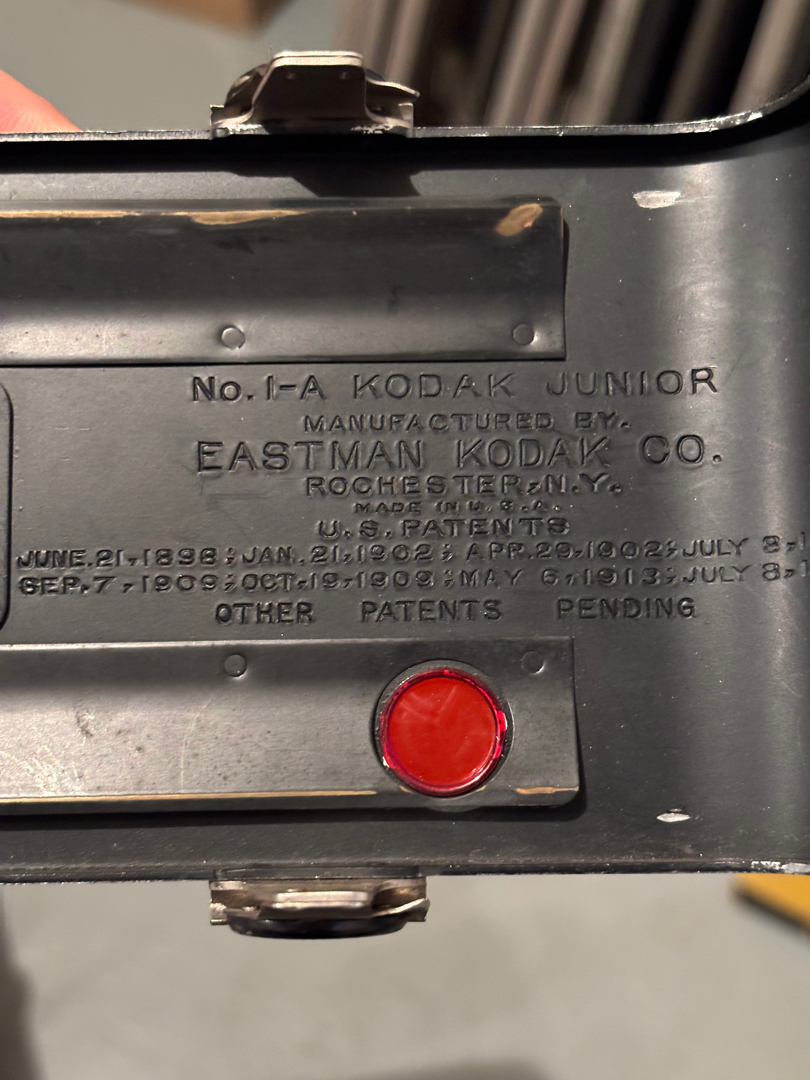 No. 1-A KODAK JUNIOR
MANUFACTURED BY.
EASTMAN KODAK CO.
ROCHESTER, N.Y.
MADE IN U.S.A.
U.S. PATENTS
JUNE.21,1898; JAN.21,1902; APR.29,1902; JULY 8,1
SEP.7,1909; OCT.19,1909; MAY 6,1913; JULY 8,1
OTHER PATENTS PENDING